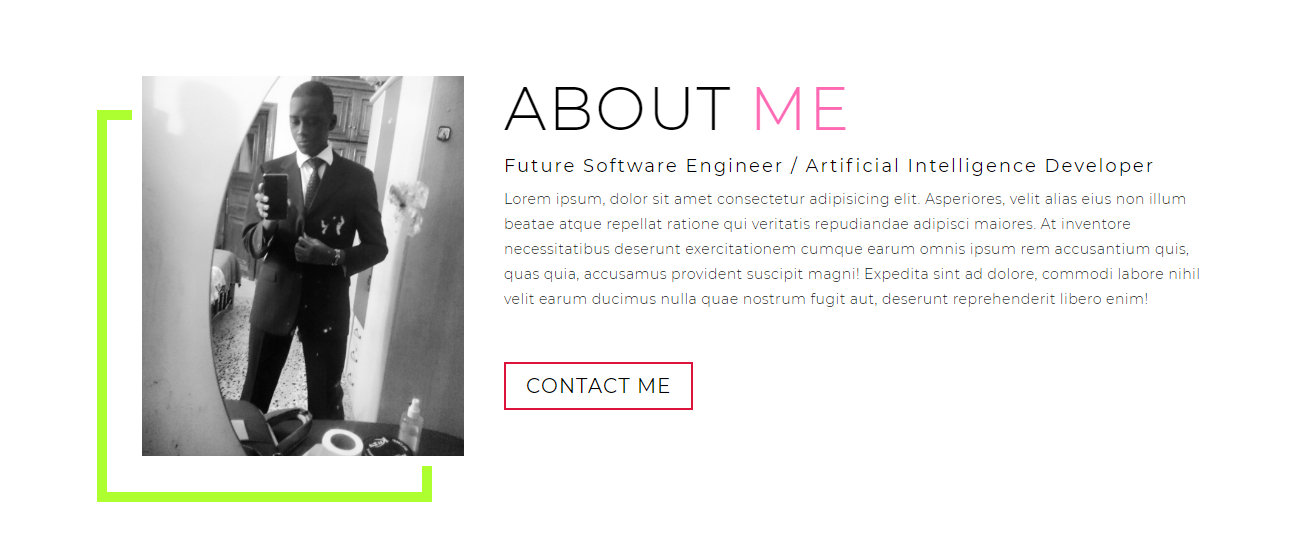 ABOUT ME
Future Software Engineer / Artificial Intelligence Developer
Lorem ipsum, dolor sit amet consectetur adipisicing elit. Asperiores, velit alias eius non illum
beatae atque repellat ratione qui veritatis repudiandae adipisci maiores. At inventore
necessitatibus deserunt exercitationem cumque earum omnis ipsum rem accusantium quis,
quas quia, accusamus provident suscipit magni! Expedita sint ad dolore, commodi labore nihil
velit earum ducimus nulla quae nostrum fugit aut, deserunt reprehenderit libero enim!
CONTACT ME